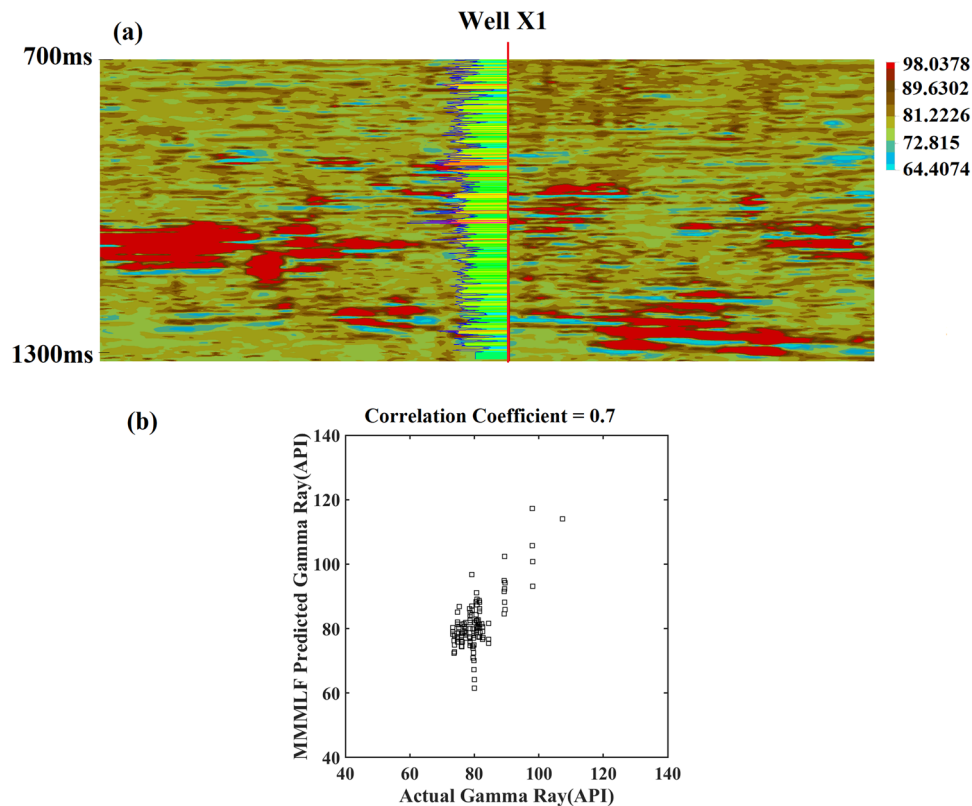 Well X1
(a)
700ms
98.0378
89.6302
81.2226
72.815
64.4074
1300ms
(b)
Correlation Coefficient = 0.7
MMMLF Predicted Gamma Ray(API)
140
120
100
80
60
40
40 60 80 100 120 140
Actual Gamma Ray(API)